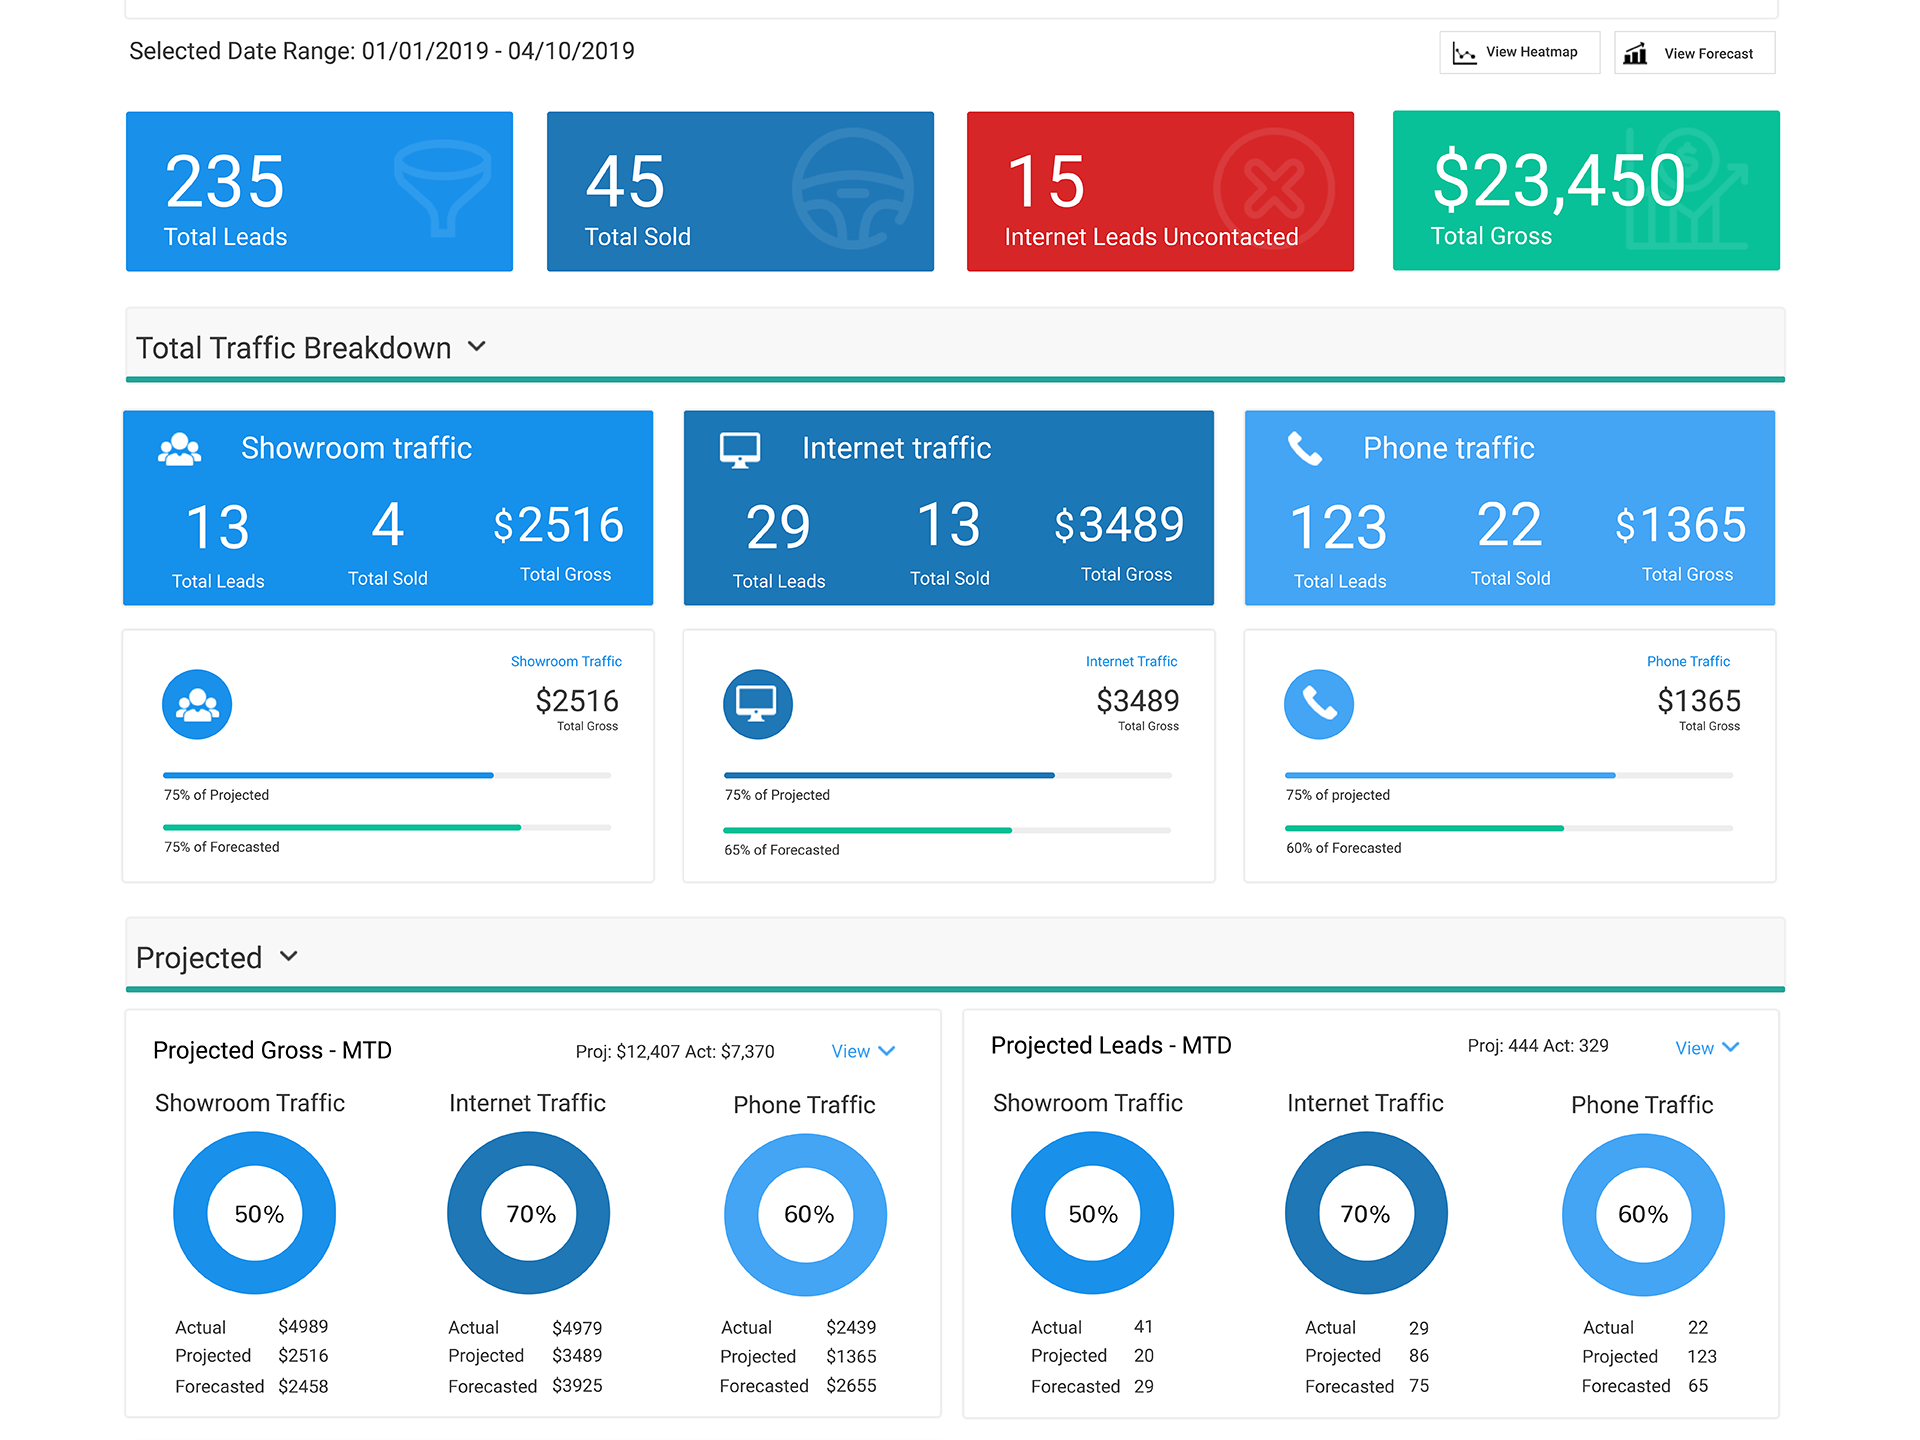 Selected Date Range: 01/01/2019 - 04/10/2019
View Heatmap
View Forecast
235
Total Leads
45
Total Sold
15
Internet Leads Uncontacted
$23,450
Total Gross
Total Traffic Breakdown
Showroom traffic
13
4
$2516
Total Leads
Total Sold
Total Gross
Internet traffic
29
13
$3489
Total Leads
Total Sold
Total Gross
Phone traffic
123
22
$1365
Total Leads
Total Sold
Total Gross
Showroom Traffic
$2516
Total Gross
75% of Projected
75% of Forecasted
Internet Traffic
$3489
Total Gross
75% of Projected
65% of Forecasted
Phone Traffic
$1365
Total Gross
75% of projected
60% of Forecasted
Projected
Projected Gross - MTD
Proj: $12,407 Act: $7,370
View
Showroom Traffic
50%
Actual $4989
Projected $2516
Forecasted $2458
Internet Traffic
70%
Actual $4979
Projected $3489
Forecasted $3925
Phone Traffic
60%
Actual $2439
Projected $1365
Forecasted $2655
Projected Leads - MTD
Proj: 444 Act: 329
View
Showroom Traffic
50%
Actual 41
Projected 20
Forecasted 29
Internet Traffic
70%
Actual 29
Projected 86
Forecasted 75
Phone Traffic
60%
Actual 22
Projected 123
Forecasted 65